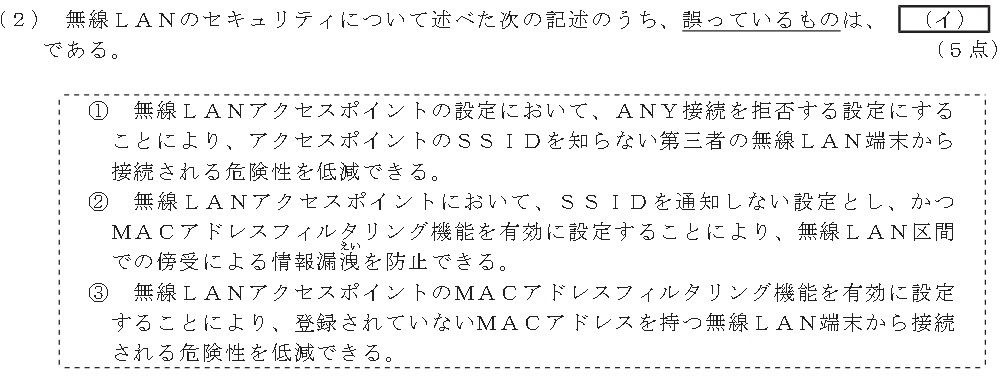 (２)　無線ＬＡＮのセキュリティについて述べた次の記述のうち、誤っているものは、　(イ)
である。　(５点)
①　無線ＬＡＮアクセスポイントの設定において、ＡＮＹ接続を拒否する設定にする
ことにより、アクセスポイントのＳＳＩＤを知らない第三者の無線ＬＡＮ端末から
接続される危険性を低減できる。
②　無線ＬＡＮアクセスポイントにおいて、ＳＳＩＤを通知しない設定とし、かつ
ＭＡＣアドレスフィルタリング機能を有効に設定することにより、無線ＬＡＮ区間
えい
での傍受による情報漏洩を防止できる。
③　無線ＬＡＮアクセスポイントのＭＡＣアドレスフィルタリング機能を有効に設定
することにより、登録されていないＭＡＣアドレスを持つ無線ＬＡＮ端末から接続
される危険性を低減できる。